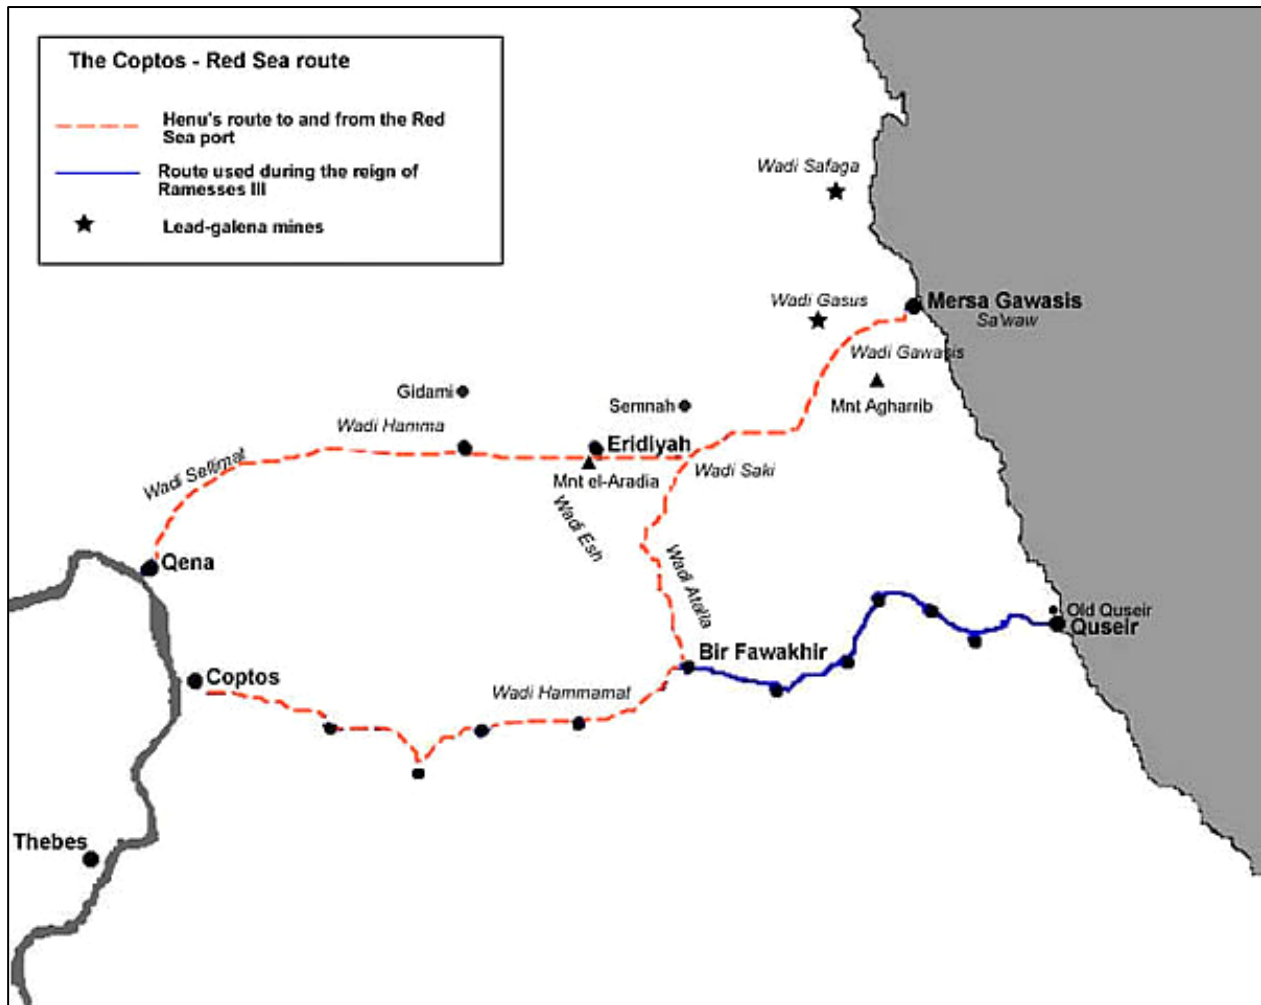 The Coptos - Red Sea route
Henu's route to and from the Red
Sea port
Route used during the reign of
Ramesses III
Lead-galena mines
Wadi Safaga
Wadi Gasus
Mersa Gawasis
Sa'waw
Wadi Gawasis
Mnt Agharrib
Gidami
Semnah
Wadi Hamma
Eridiyah
Wadi Sellimat
Mnt el-Aradia
Wadi Saki
Wadi Esh
Qena
Wadi Atalla
Old Quseir
Quseir
Bir Fawakhir
Coptos
Wadi Hammamat
Thebes